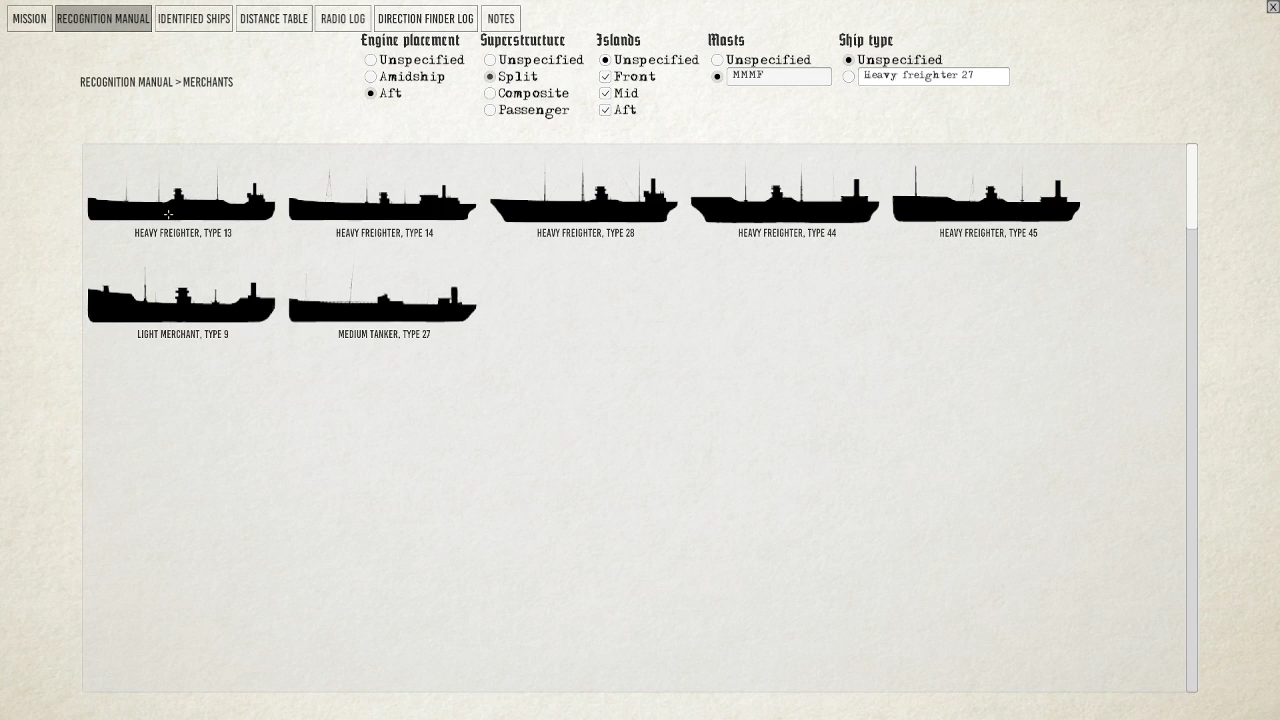 MISSION RECOGNITION MANUAL IDENTIFIED SHIPS DISTANCE TABLE RADIO LOG DIRECTION FINDER LOG NOTES X
Engine placement Superstructure Islands Masts Ship type
Unspecified Unspecified Unspecified Unspecified Unspecified
Amidship Split Front MMMF Heavy freighter 27
RECOGNITION MANUAL > MERCHANTS
Aft Composite Mid
Passenger Aft
HEAVY FREIGHTER, TYPE 13 HEAVY FREIGHTER, TYPE 14 HEAVY FREIGHTER, TYPE 28 HEAVY FREIGHTER, TYPE 44 HEAVY FREIGHTER, TYPE 45
LIGHT MERCHANT, TYPE 9 MEDIUM TANKER, TYPE 27